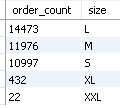 order_count size
14473 L
11976 M
10997 S
432 XL
22 XXL